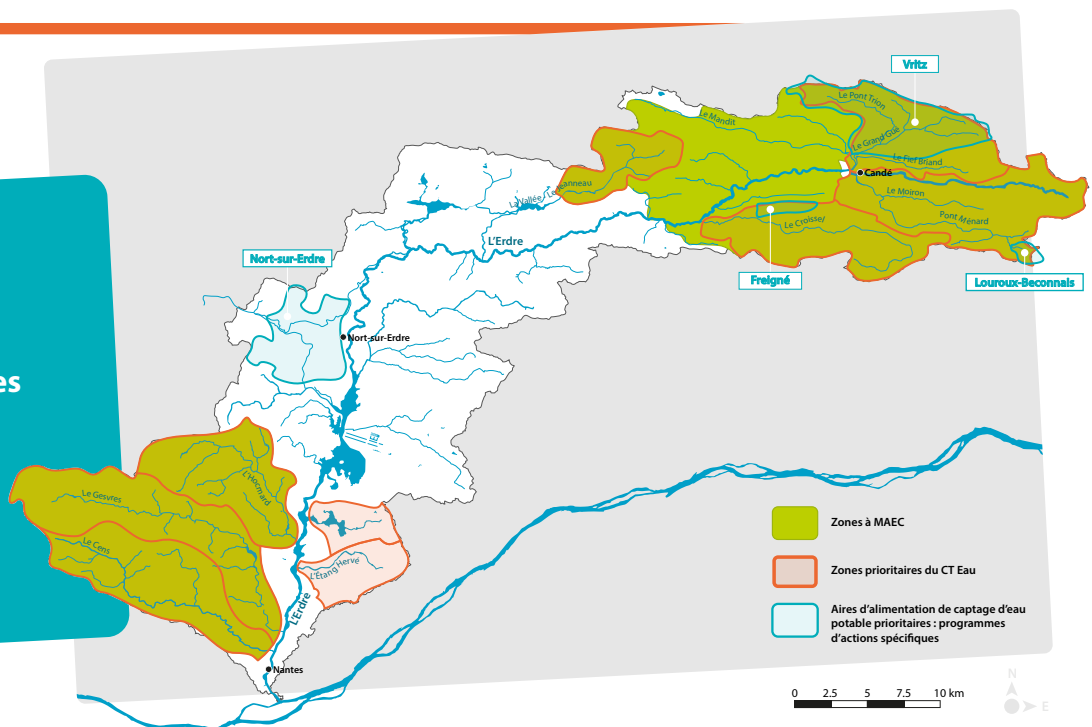 Vritz
Le Pont Trion
Le Mandit
Le Grand Gué
Le Fief Briand
Candé
Le Moiron
Pont Ménard
La Vallée
L'Erdre
Le Croissel
Nort-sur-Erdre
Freigné
Louroux-Beconnais
Nort-sur-Erdre
es
L'Hocmard
Le Gesvres
Le Cens
L'Étang Hervé
L'Erdre
Nantes
Zones à MAEC
Zones prioritaires du CT Eau
Aires d'alimentation de captage d'eau
potable prioritaires : programmes
d'actions spécifiques
0 2.5 5 7.5 10 km
N
E